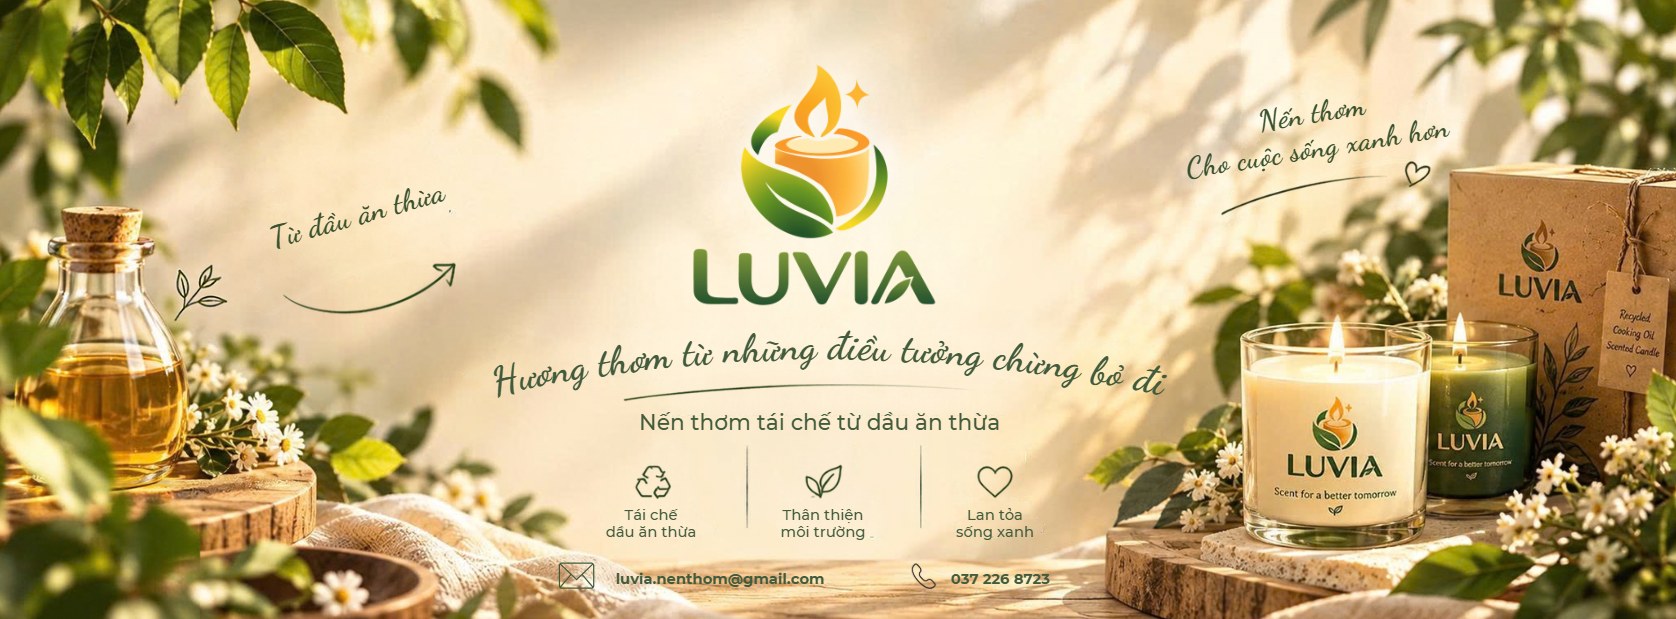 Từ đầu ăn thừa
Nến thơm
Cho cuộc sống xanh hơn
LUVIA
Hương thơm từ những điều tưởng chừng bỏ đi
Nến thơm tái chế từ dầu ăn thừa
Tái chế
dầu ăn thừa
Thân thiện
môi trường
Lan tỏa
sống xanh
luvia.nenthom@gmail.com
037 226 8723
LUVIA
Recycled
Cooking Oil
Scented Candle
LUVIA
Scent for a better tomorrow
LUVIA
Scent for a better tomorrow